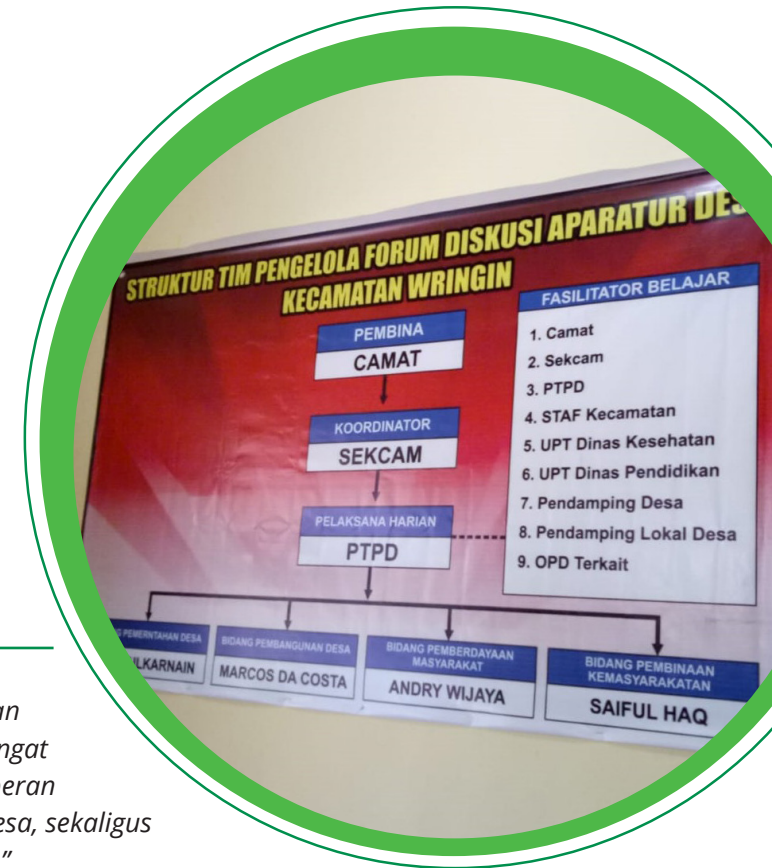 STRUKTUR TIM PENGELOLA FORUM DISKUSI APARATUR
KECAMATAN WRINGIN
PEMBINA
CAMAT
KOORDINATOR
SEKCAM
PELAKSANA HARIAN
PTPD
FASILITATOR BELAJAR
1. Camat
2. Sekcam
3. PTPD
4. STAF Kecamatan
5. UPT Dinas Kesehatan
6. UPT Dinas Pendidikan
7. Pendamping Desa
8. Pendamping Lokal Desa
9. OPD Terkait
PEMERNTAHAN DESA
BIDANG PEMBANGUNAN DESA
MARCOS DA COSTA
BIDANG PEMBERDAYAAN
MASYARAKAT
ANDRY WIJAYA
BIDANG PEMBINAAN
KEMASYARAKATAN
SAIFUL HAQ
sekaligus
”